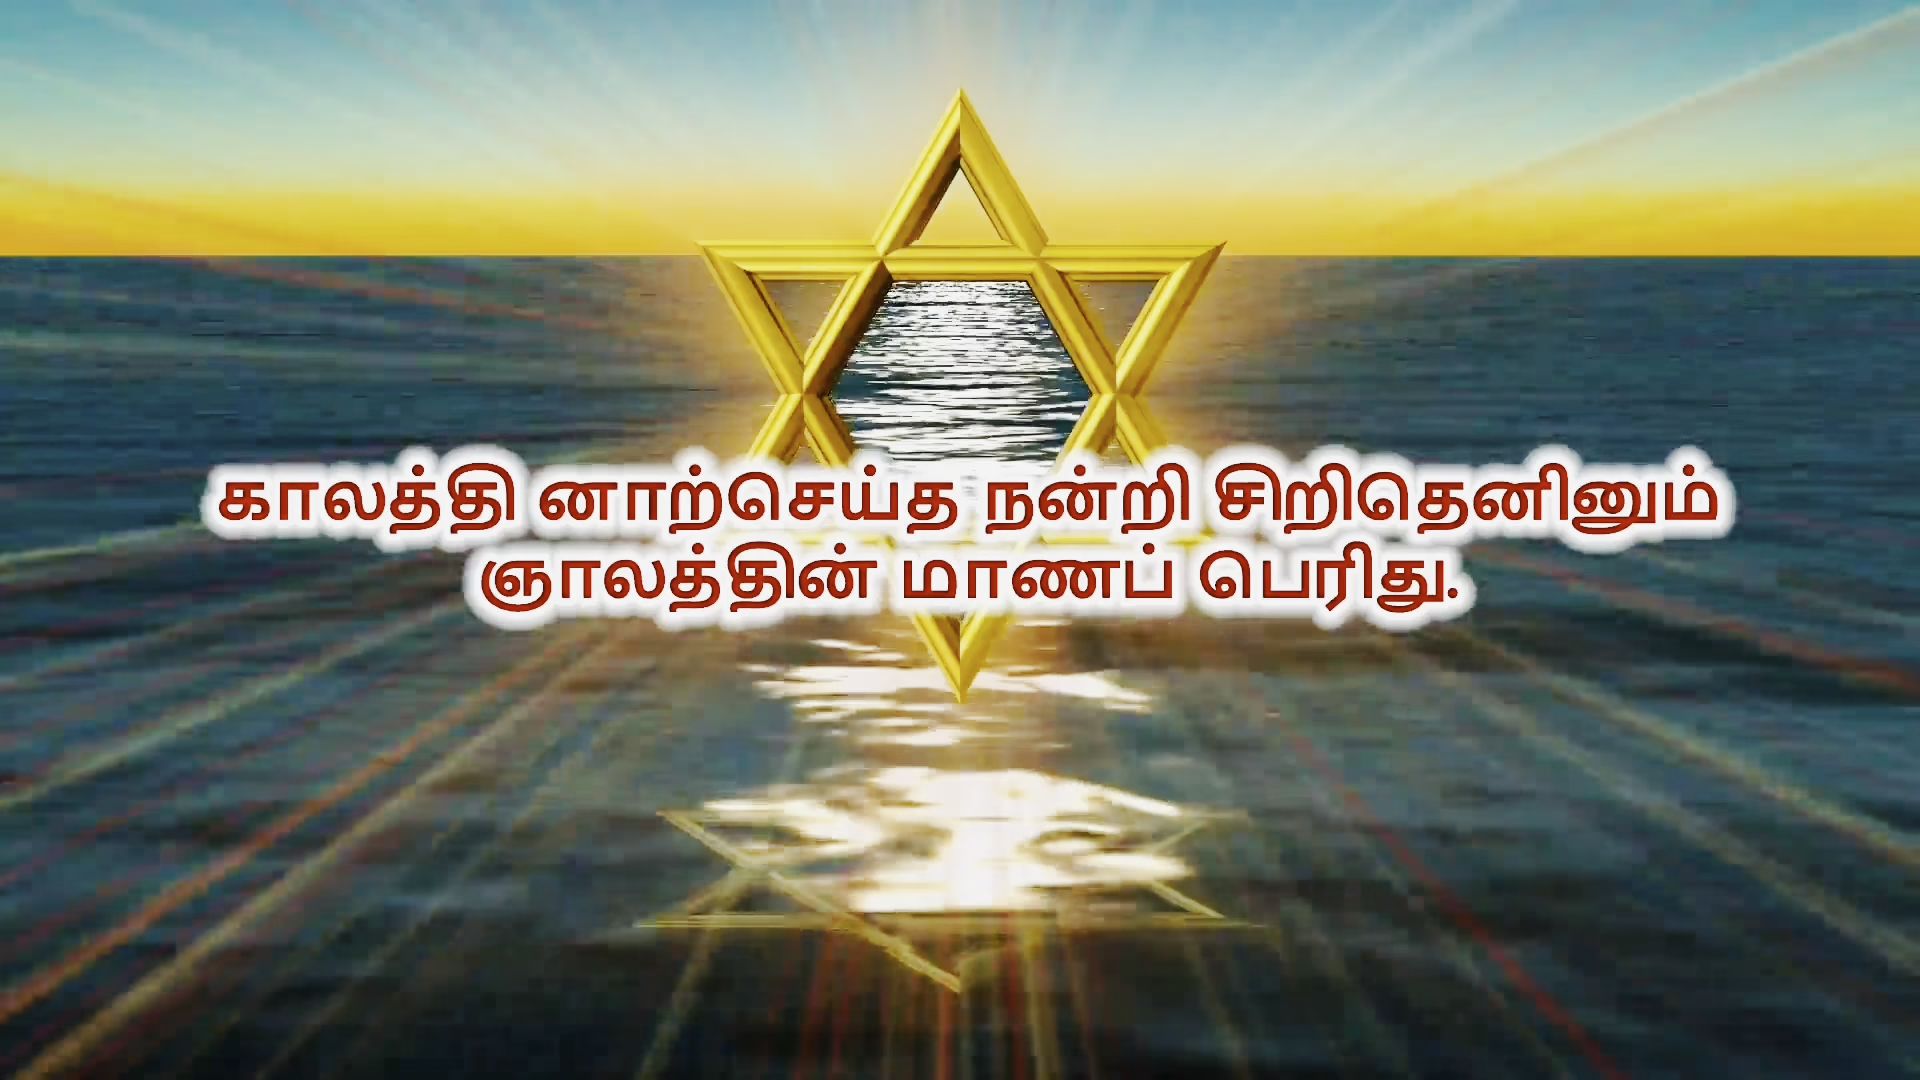 காலத்தி னாற்செய்த நன்றி சிறிதெனினும்
ஞாலத்தின் மாணப் பெரிது.